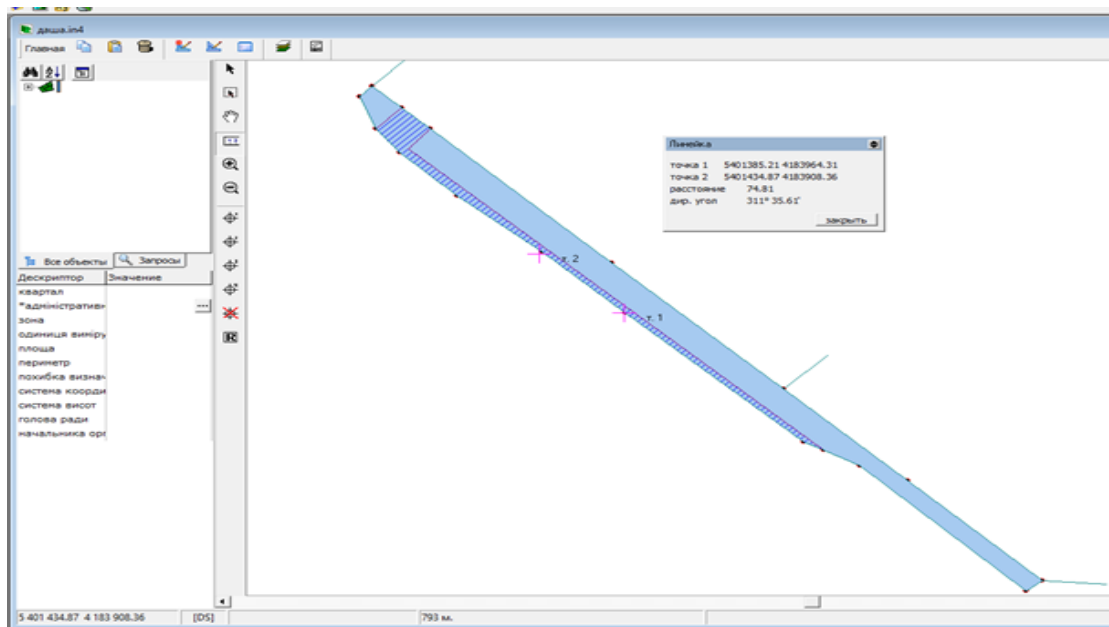 даша.in4
Главная
Линейка
точка 1 5401385.21 4183964.31
точка 2 5401434.87 4183908.36
расстояние 74.81
дир. угол 311° 35.61'
закрыть
т. 2
т. 1
Все объекты Запросы
Дескриптор Значение
квартал
*адміністративн
зона
одиниця виміру
площа
периметр
похибка визнач
система коорди
система висот
голова ради
начальника орг
5 401 434.87 4 183 908.36 [DS] 793 м.